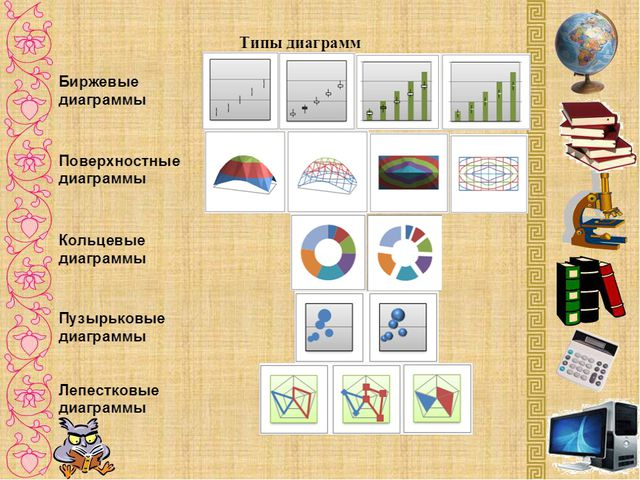 Типы диаграмм
Биржевые
диаграммы
Поверхностные
диаграммы
Кольцевые
диаграммы
Пузырьковые
диаграммы
Лепестковые
диаграммы